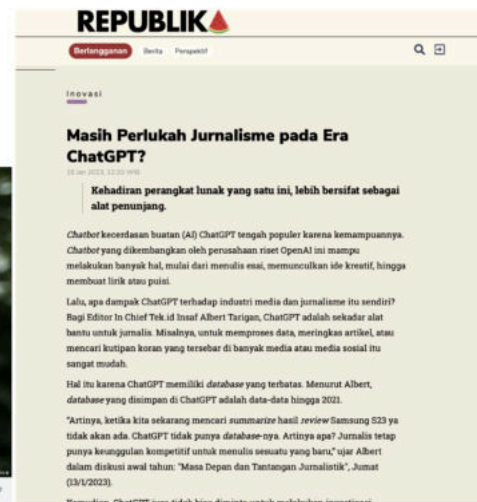 REPUBLIKA
Berlangganan Berita Perspektif
Inovasi
Masih Perlukah Jurnalisme pada Era
ChatGPT?
Kehadiran perangkat lunak yang satu ini, lebih bersifat sebagai
alat penunjang.
Chatbot kecerdasan buatan (AI) ChatGPT tengah populer karena kemampuannya.
Chatbot yang dikembangkan oleh perusahaan riset OpenAI ini mampu
melakukan banyak hal, mulai dari menulis esai, memunculkan ide kreatif, hingga
membuat lirik atau puisi.
Lalu, apa dampak ChatGPT terhadap industri media dan jurnalisme itu sendiri?
Bagi Editor In Chief Tek.id Insaf Albert Tarigan, ChatGPT adalah sekadar alat
bantu untuk jurnalis. Misalnya, untuk memproses data, meringkas artikel, atau
mencari kutipan koran yang tersebar di banyak media atau media sosial itu
sangat mudah.
Hal itu karena ChatGPT memiliki database yang terbatas. Menurut Albert,
database yang disimpan di ChatGPT adalah data-data hingga 2021.
"Artinya, ketika kita sekarang mencari summarize hasil review Samsung S23 ya
tidak akan ada. ChatGPT tidak punya database-nya. Artinya apa? Jurnalis tetap
punya keunggulan kompetitif untuk menulis sesuatu yang baru," ujar Albert
dalam diskusi awal tahun: "Masa Depan dan Tantangan Jurnalistik", Jumat
(13/1/2023).